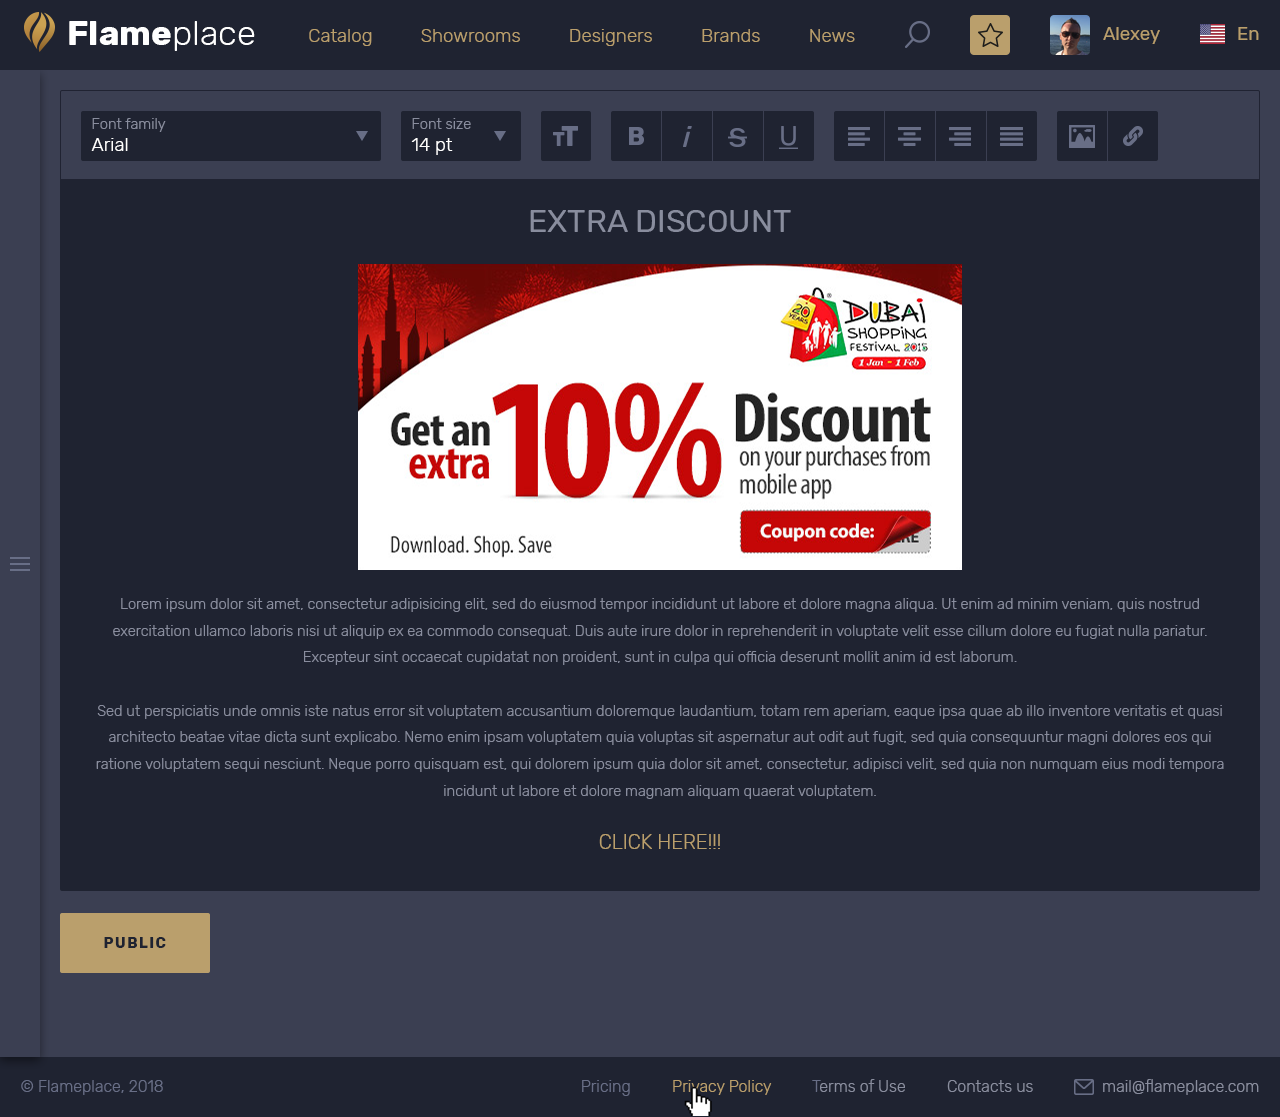 Flameplace
Catalog Showrooms Designers Brands News
Alexey
En
Font family
Arial
Font size
14 pt
TT
B i S U
EXTRA DISCOUNT
20 YEARS
DUBAI
SHOPPING
FESTIVAL 2015
1 Jan - 1 Feb
Get an
extra
10%
Discount
on your purchases from
mobile app
Coupon code:
Download. Shop. Save
Lorem ipsum dolor sit amet, consectetur adipisicing elit, sed do eiusmod tempor incididunt ut labore et dolore magna aliqua. Ut enim ad minim veniam, quis nostrud
exercitation ullamco laboris nisi ut aliquip ex ea commodo consequat. Duis aute irure dolor in reprehenderit in voluptate velit esse cillum dolore eu fugiat nulla pariatur.
Excepteur sint occaecat cupidatat non proident, sunt in culpa qui officia deserunt mollit anim id est laborum.
Sed ut perspiciatis unde omnis iste natus error sit voluptatem accusantium doloremque laudantium, totam rem aperiam, eaque ipsa quae ab illo inventore veritatis et quasi
architecto beatae vitae dicta sunt explicabo. Nemo enim ipsam voluptatem quia voluptas sit aspernatur aut odit aut fugit, sed quia consequuntur magni dolores eos qui
ratione voluptatem sequi nesciunt. Neque porro quisquam est, qui dolorem ipsum quia dolor sit amet, consectetur, adipisci velit, sed quia non numquam eius modi tempora
incidunt ut labore et dolore magnam aliquam quaerat voluptatem.
CLICK HERE!!!
PUBLIC
© Flameplace, 2018
Pricing Privacy Policy Terms of Use Contacts us mail@flameplace.com